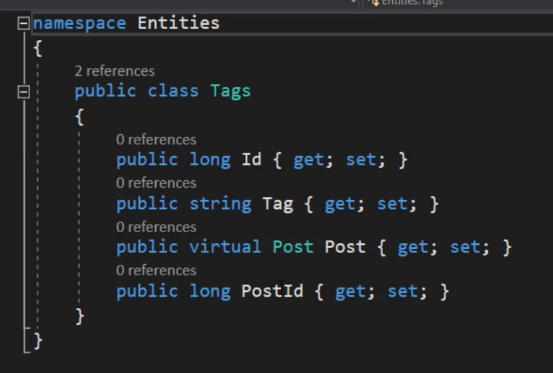 Entities.Tags
namespace Entities
{
2 references
public class Tags
{
0 references
public long Id { get; set; }
0 references
public string Tag { get; set; }
0 references
public virtual Post Post { get; set; }
0 references
public long PostId { get; set; }
}
}